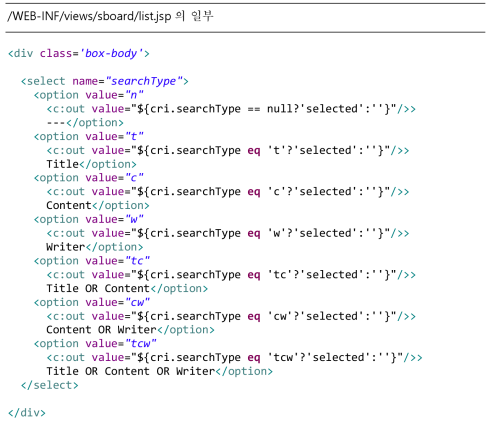 /WEB-INF/views/sboard/list.jsp 의 일부
<div class='box-body'>
<select name="searchType">
<option value="n"
<c:out value="${cri.searchType == null?'selected':''}"/>>
---</option>
<option value="t"
<c:out value="${cri.searchType eq 't'?'selected':''}"/>>
Title</option>
<option value="c"
<c:out value="${cri.searchType eq 'c'?'selected':''}"/>>
Content</option>
<option value="w"
<c:out value="${cri.searchType eq 'w'?'selected':''}"/>>
Writer</option>
<option value="tc"
<c:out value="${cri.searchType eq 'tc'?'selected':''}"/>>
Title OR Content</option>
<option value="cw"
<c:out value="${cri.searchType eq 'cw'?'selected':''}"/>>
Content OR Writer</option>
<option value="tcw"
<c:out value="${cri.searchType eq 'tcw'?'selected':''}"/>>
Title OR Content OR Writer</option>
</select>
</div>